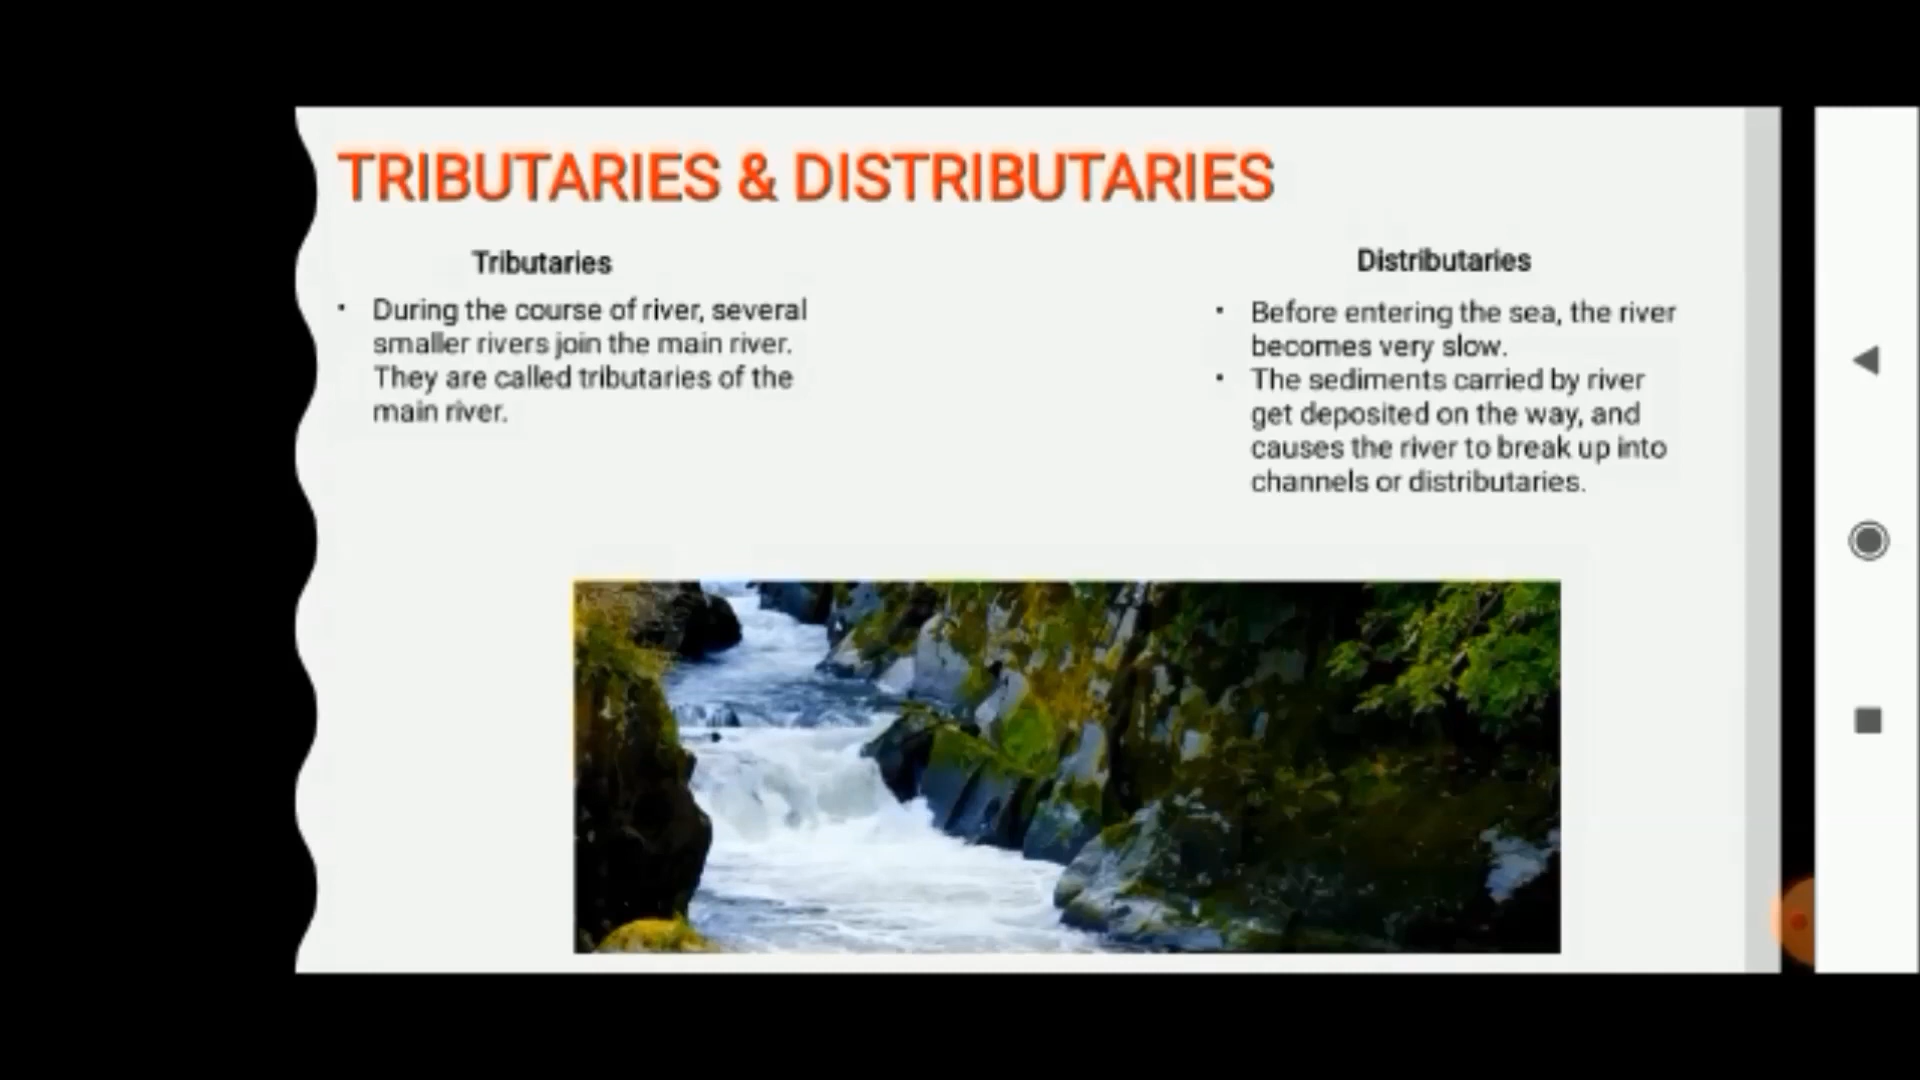 TRIBUTARIES & DISTRIBUTARIES
Tributaries
• During the course of river, several
smaller rivers join the main river.
They are called tributaries of the
main river.
Distributaries
• Before entering the sea, the river
becomes very slow.
• The sediments carried by river
get deposited on the way, and
causes the river to break up into
channels or distributaries.